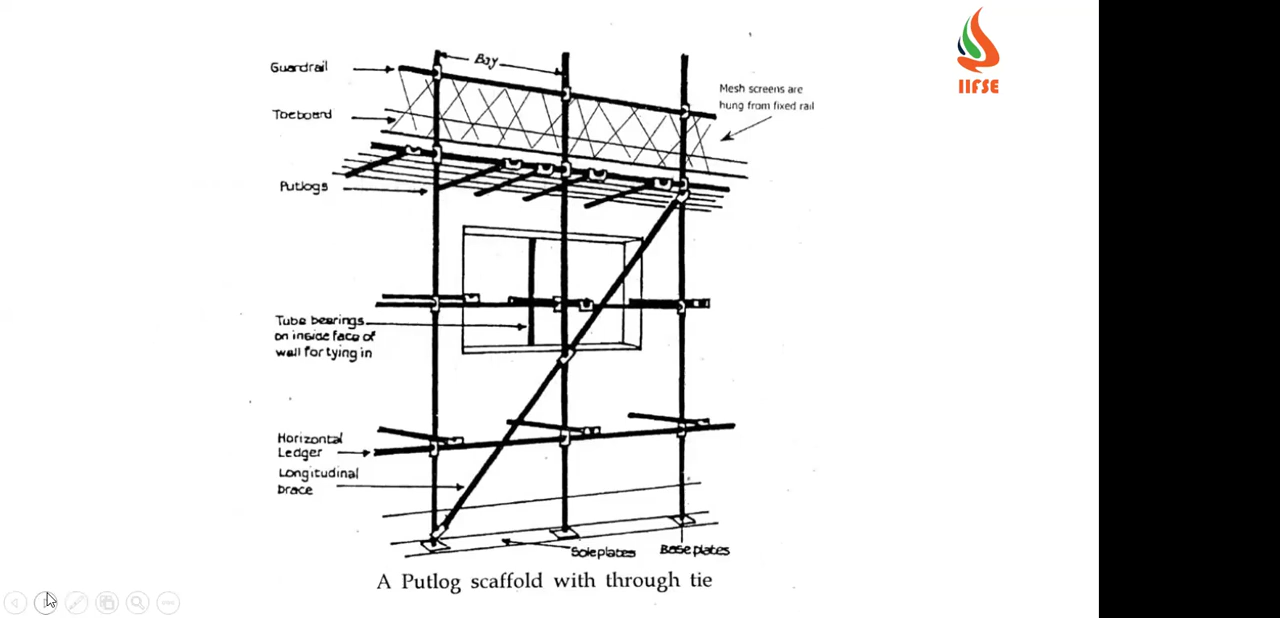 IIFSE
Bay
Guardrail
Mesh screens are
hung from fixed rail
Toeboard
Putlogs
Tube bearings
on inside face of
wall for tying in
Horizontal
Ledger
Longitudinal
brace
Soleplates
Base plates
A Putlog scaffold with through tie